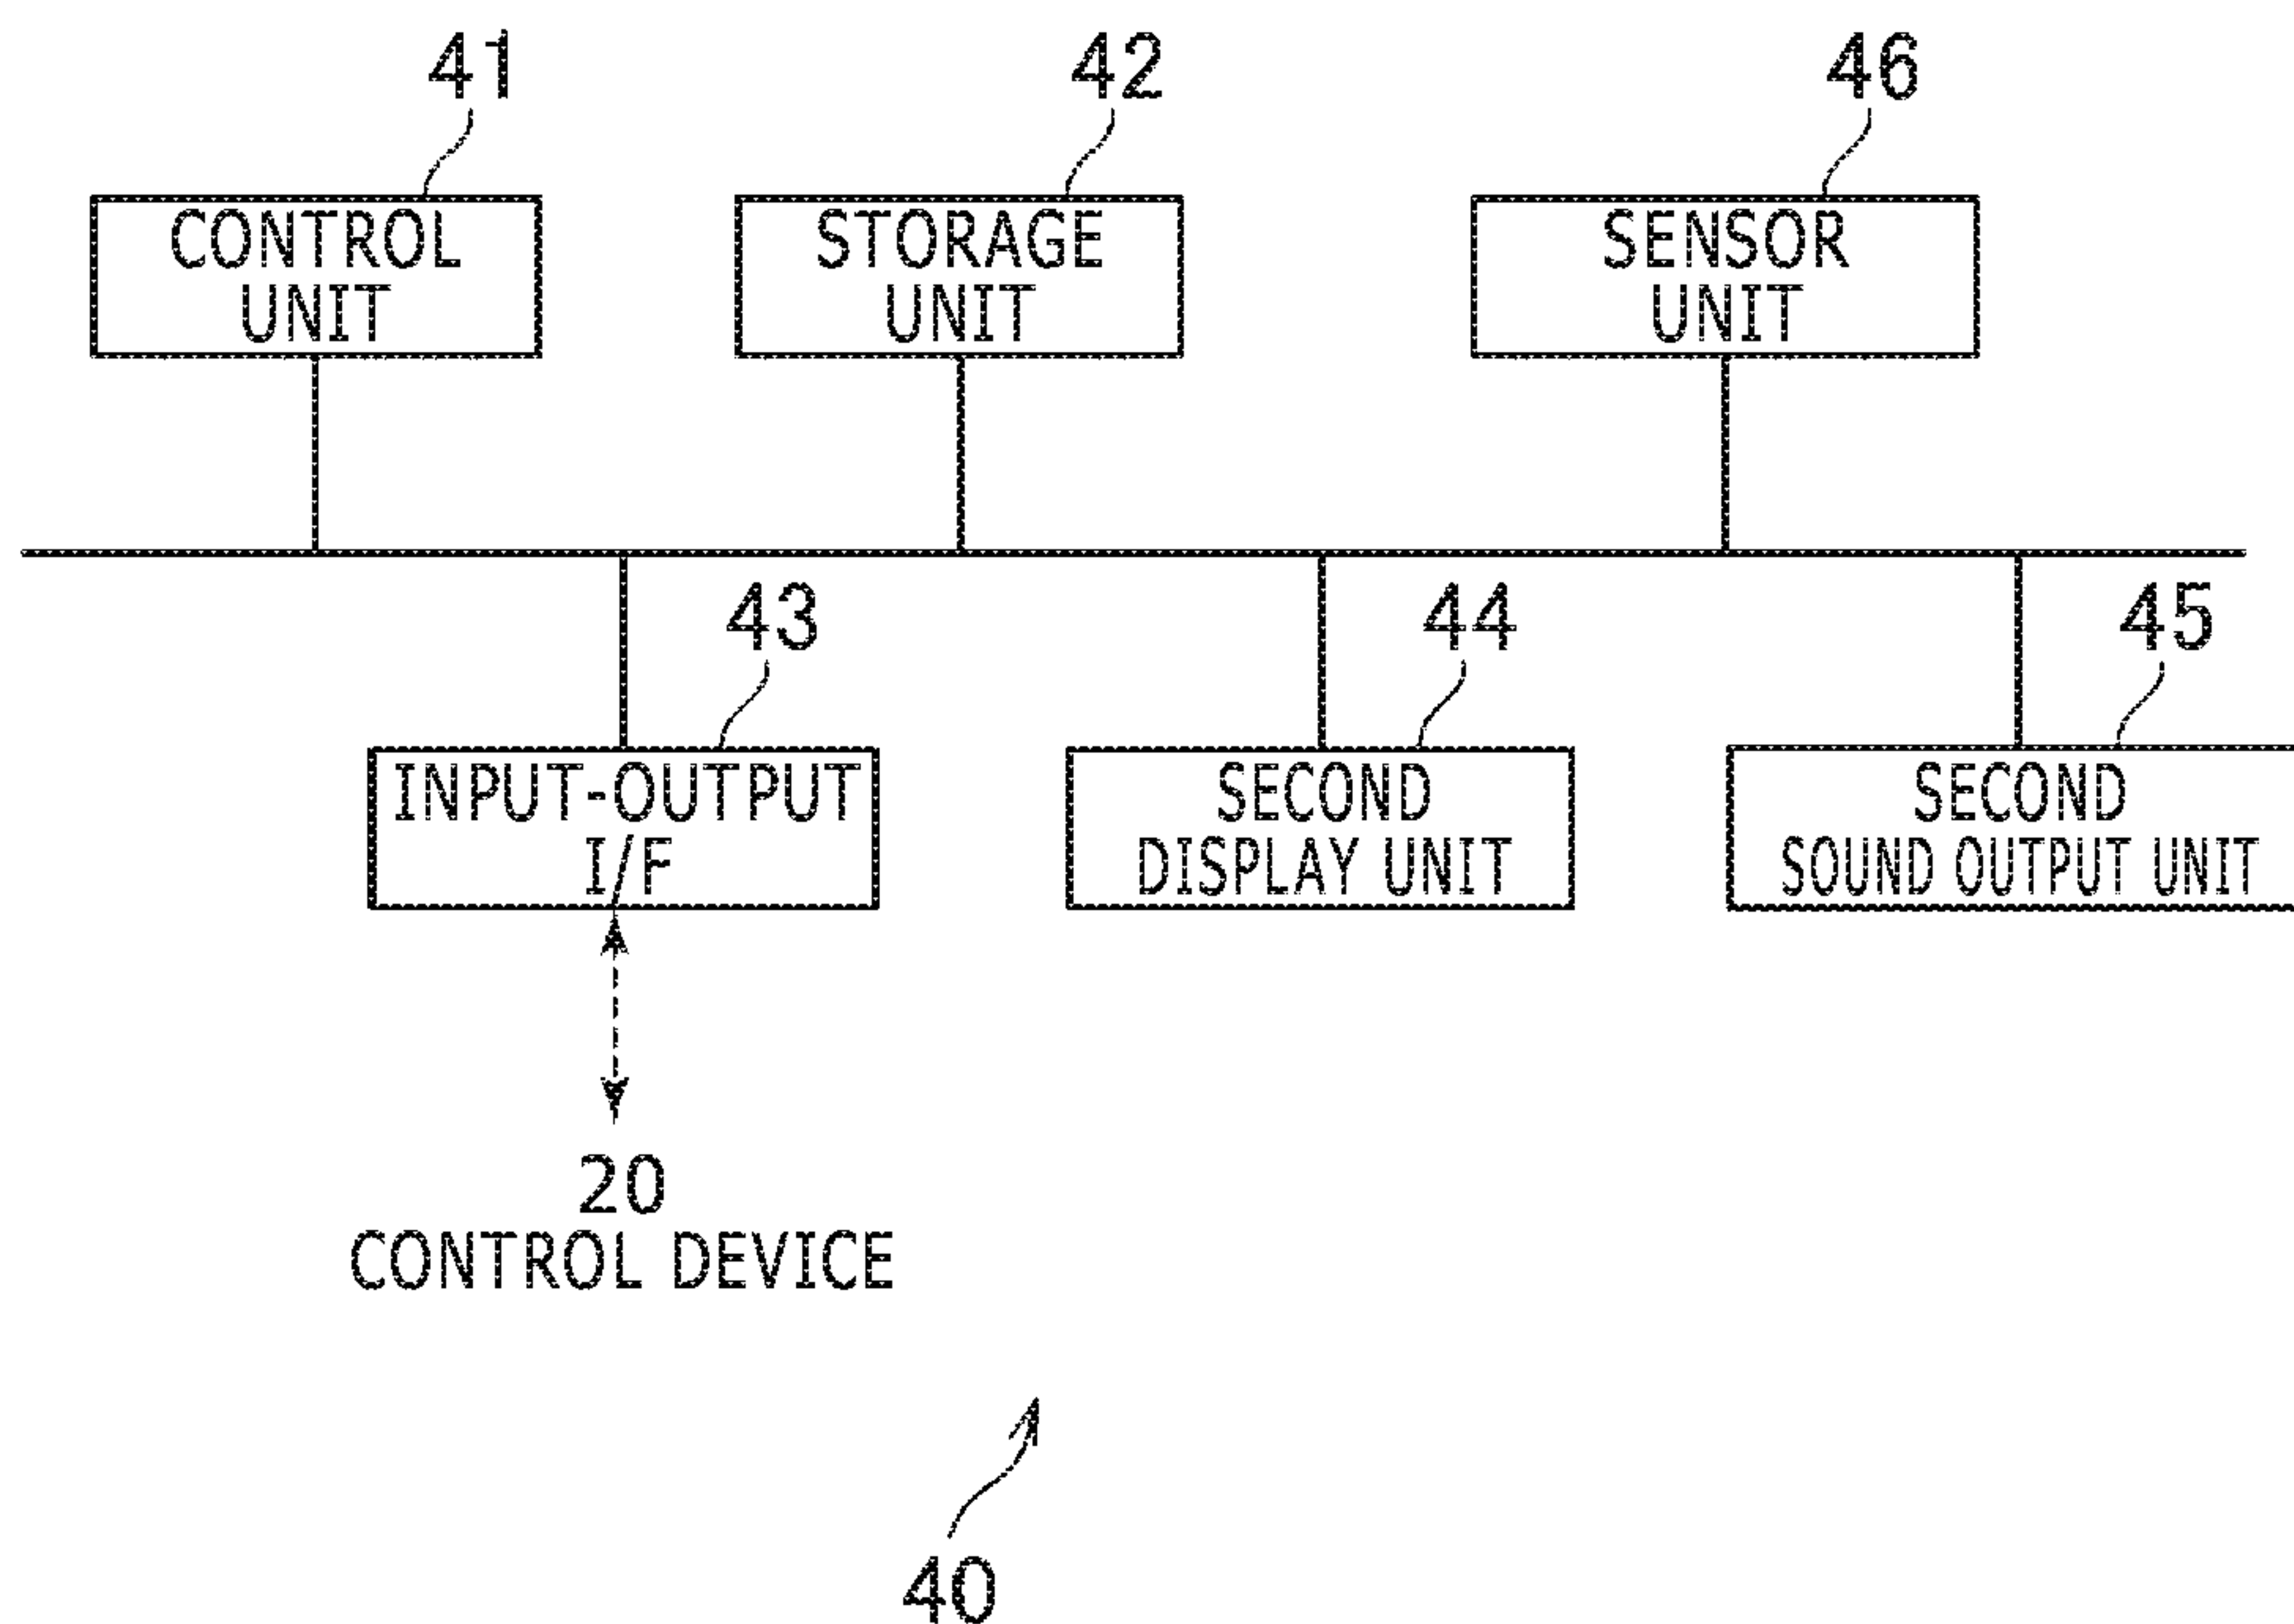 41
42
46
CONTROL
UNIT
STORAGE
UNIT
SENSOR
UNIT
43
44
45
INPUT-OUTPUT
I/F
SECOND
DISPLAY UNIT
SECOND
SOUND OUTPUT UNIT
20
CONTROL DEVICE
40